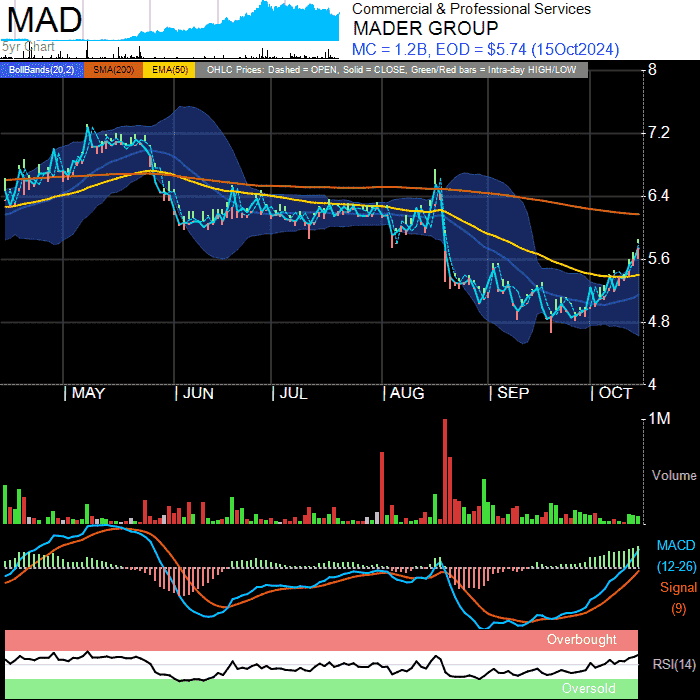 MAD
5yr Chart
Commercial & Professional Services
MADER GROUP
MC = 1.2B, EOD = $5.74 (15Oct2024)
BollBands(20,2) SMA(200) EMA(50) OHLC Prices: Dashed = OPEN, Solid = CLOSE, Green/Red bars = Intra-day HIGH/LOW
8
7.2
6.4
5.6
4.8
4
| MAY | JUN | JUL | AUG | SEP | OCT
1M
Volume
MACD
(12-26)
Signal
(9)
Overbought
RSI(14)
Oversold